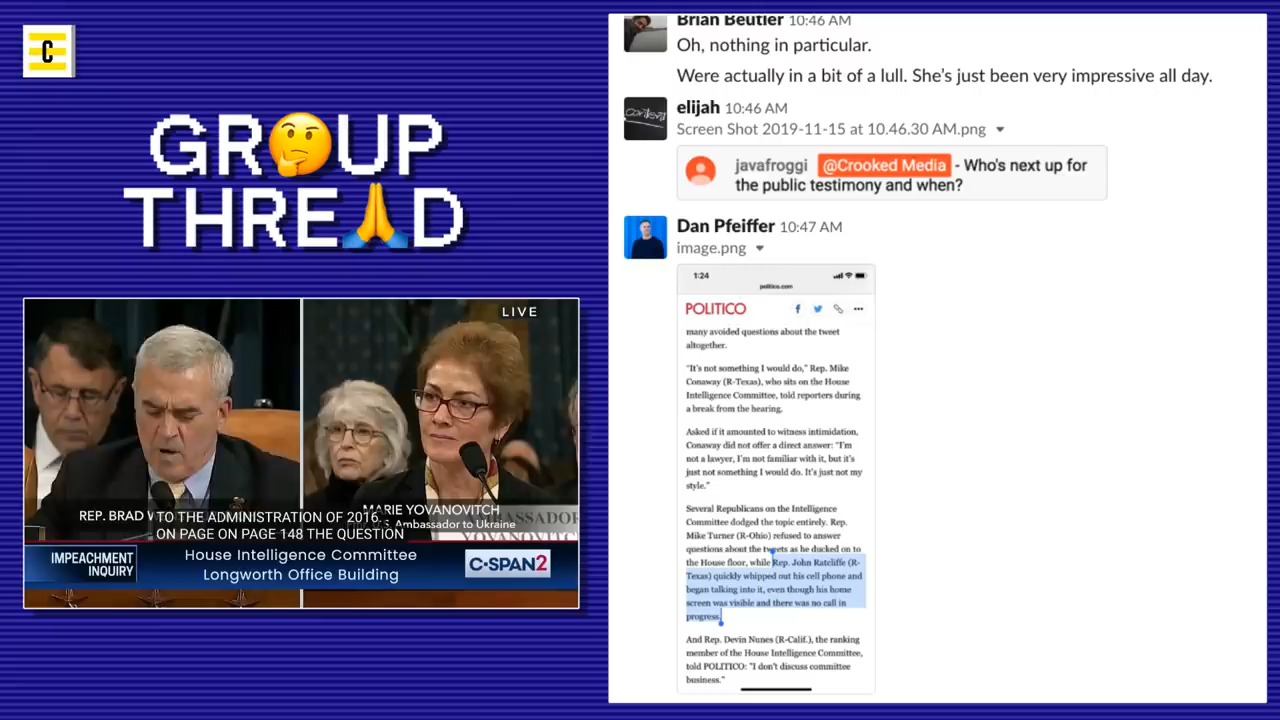 C
GR🤔UP
THRE🙏D
LIVE
REP. BRAD W
MARIE YOVANOVITCH
Ambassador to Ukraine
TO THE ADMINISTRATION OF 2016
ON PAGE ON PAGE 148 THE QUESTION
IMPEACHMENT
INQUIRY
House Intelligence Committee
Longworth Office Building
C-SPAN2
Brian Beutler 10:46 AM
Oh, nothing in particular.
Were actually in a bit of a lull. She's just been very impressive all day.
elijah 10:46 AM
Screen Shot 2019-11-15 at 10.46.30 AM.png
javafroggi @Crooked Media - Who's next up for
the public testimony and when?
Dan Pfeiffer 10:47 AM
image.png
1:24
politico.com
POLITICO
many avoided questions about the tweet
altogether.
"It's not something I would do," Rep. Mike
Conaway (R-Texas), who sits on the House
Intelligence Committee, told reporters during
a break from the hearing.
Asked if it amounted to witness intimidation,
Conaway did not offer a direct answer: "I'm
not a lawyer, I'm not familiar with it, but it's
just not something I would do. It's just not my
style."
Several Republicans on the Intelligence
Committee dodged the topic entirely. Rep.
Mike Turner (R-Ohio) refused to answer
questions about the tweets as he ducked on to
the House floor, while Rep. John Ratcliffe (R-
Texas) quickly whipped out his cell phone and
began talking into it, even though his home
screen was visible and there was no call in
progress.
And Rep. Devin Nunes (R-Calif.), the ranking
member of the House Intelligence Committee,
told POLITICO: "I don't discuss committee
business."